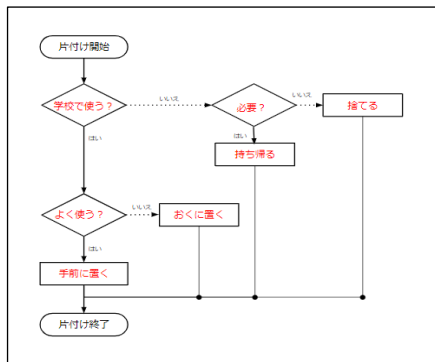 片付け開始
学校で使う？
いいえ
必要？
いいえ
捨てる
はい
はい
持ち帰る
よく使う？
いいえ
おくに置く
はい
手前に置く
片付け終了